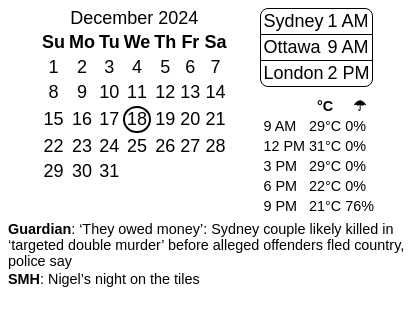 December 2024
Su Mo Tu We Th Fr Sa
1 2 3 4 5 6 7
8 9 10 11 12 13 14
15 16 17 18 19 20 21
22 23 24 25 26 27 28
29 30 31
Sydney 1 AM
Ottawa 9 AM
London 2 PM
°C ☂
9 AM 29°C 0%
12 PM 31°C 0%
3 PM 29°C 0%
6 PM 22°C 0%
9 PM 21°C 76%
Guardian: ‘They owed money’: Sydney couple likely killed in
‘targeted double murder’ before alleged offenders fled country,
police say
SMH: Nigel’s night on the tiles